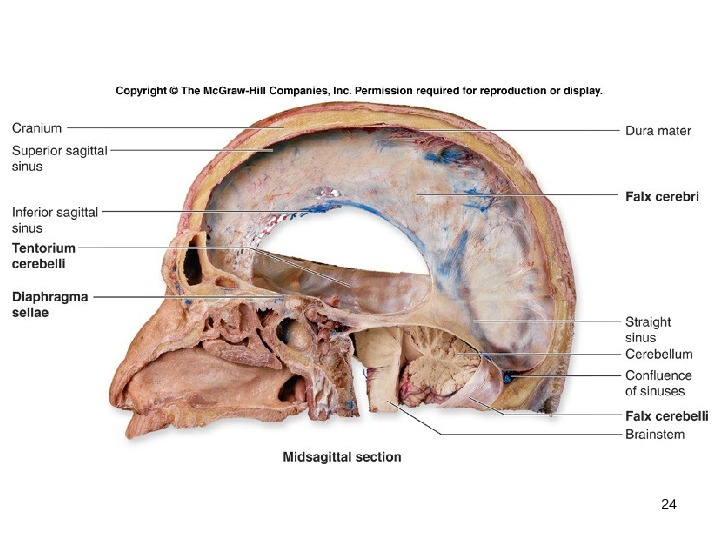 Copyright © The McGraw-Hill Companies, Inc. Permission required for reproduction or display.
Cranium
Superior sagittal
sinus
Inferior sagittal
sinus
Tentorium
cerebelli
Diaphragma
sellae
Dura mater
Falx cerebri
Straight
sinus
Cerebellum
Confluence
of sinuses
Falx cerebelli
Brainstem
Midsagittal section
24